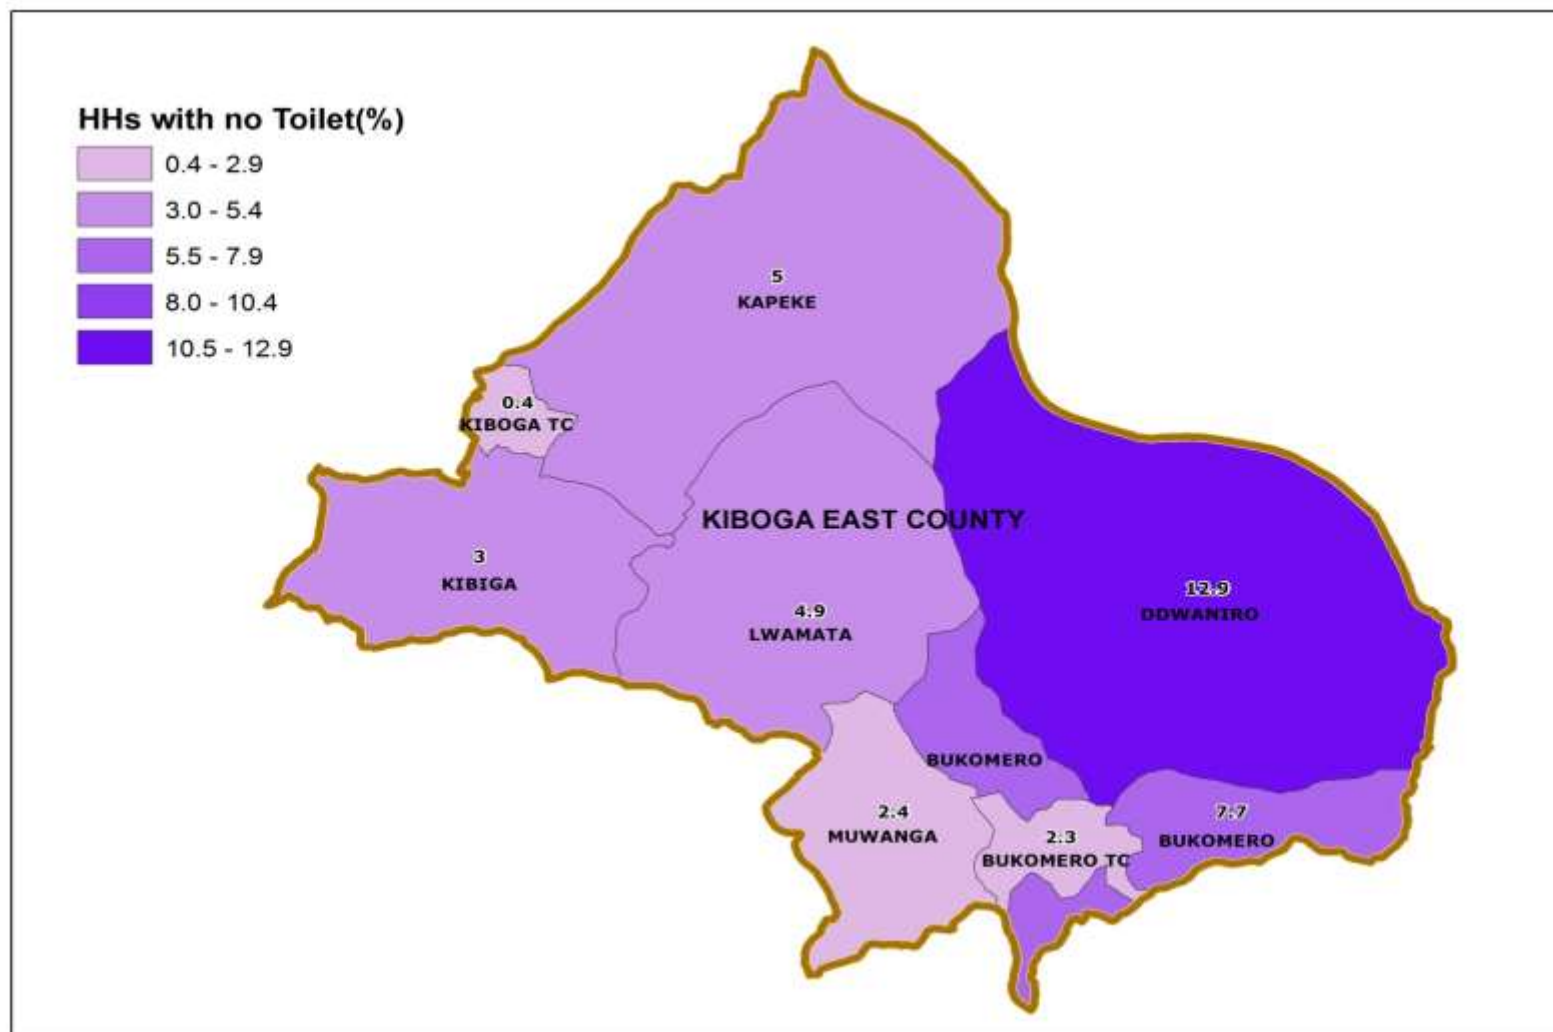 HHs with no Toilet(%)
0.4 - 2.9
3.0 - 5.4
5.5 - 7.9
8.0 - 10.4
10.5 - 12.9
5
KAPEKE
0.4
KIBOGA TC
KIBOGA EAST COUNTY
3
KIBIGA
4.9
LWAMATA
12.9
DDWANIRO
BUKOMERO
2.4
MUWANGA
2.3
BUKOMERO TC
7.7
BUKOMERO